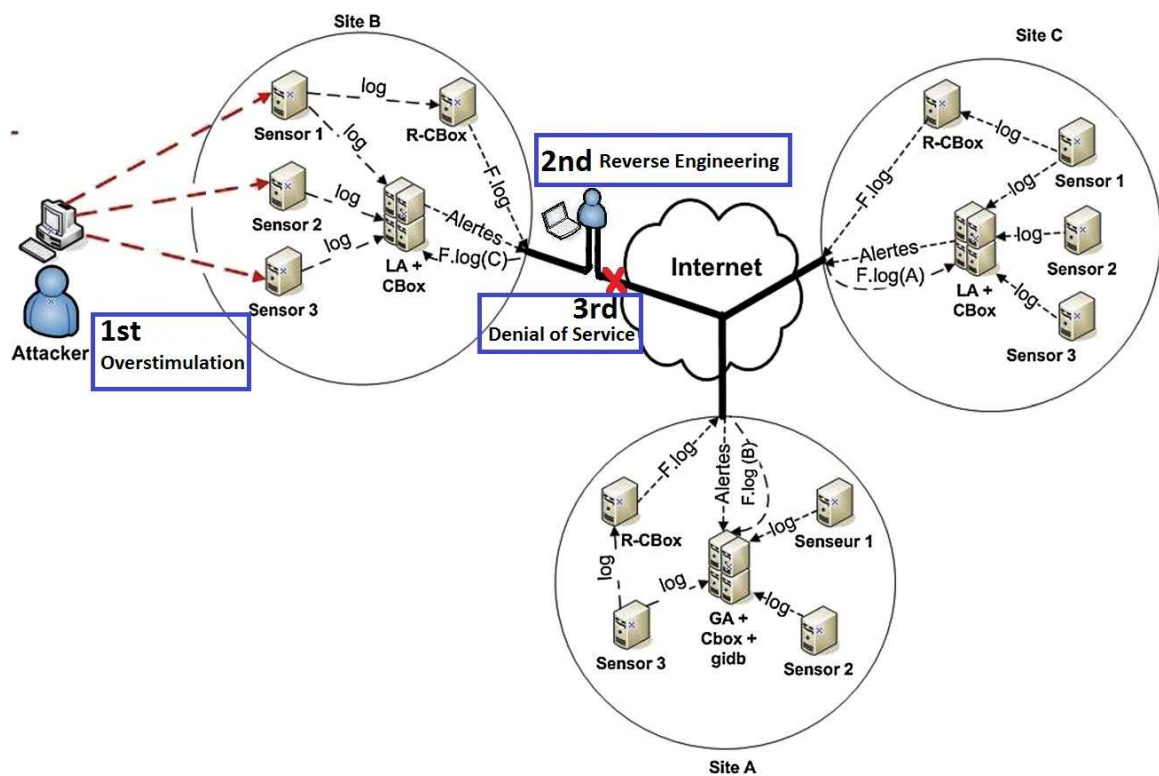 Site B
Sensor 1
log
R-CBox
log
Sensor 2
log
F.log
Alertes
F.log(C)
LA +
CBox
log
Sensor 3
Attacker
1st
Overstimulation
2nd Reverse Engineering
3rd
Denial of Service
Internet
Site C
R-CBox
log
Sensor 1
F.log
log
Alertes
F.log(A)
log
Sensor 2
LA +
CBox
log
Sensor 3
F.log
Alertes
F.log (B)
R-CBox
log
Senseur 1
log
log
GA +
Cbox +
gidb
log
Sensor 3
Sensor 2
Site A